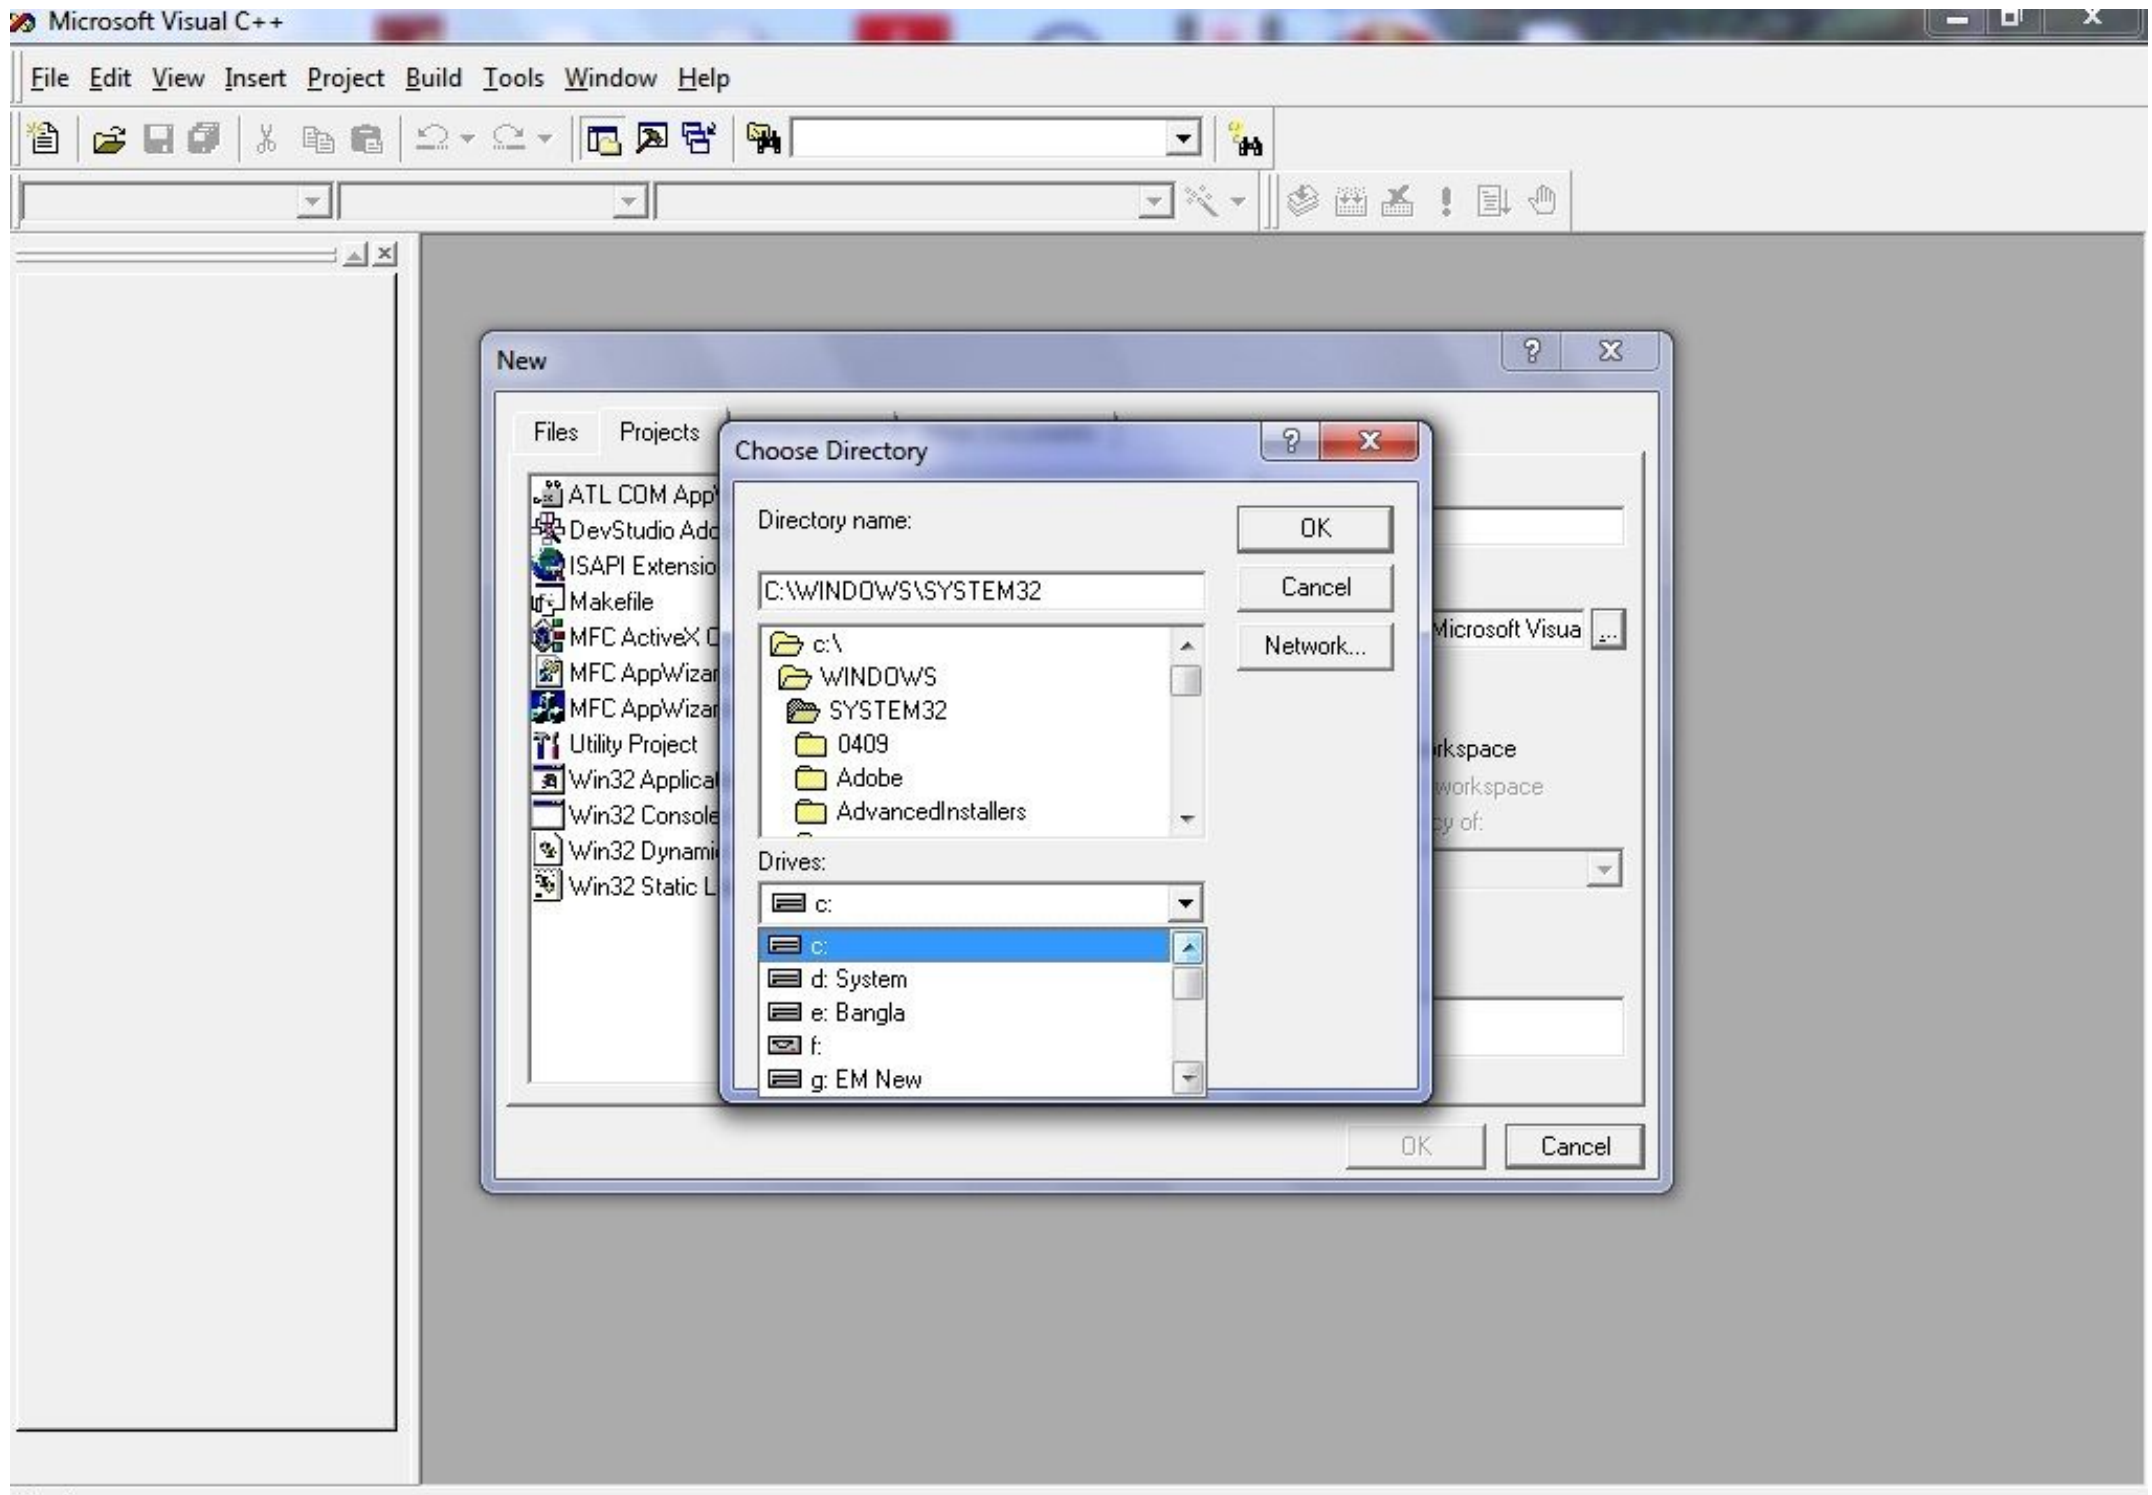 Microsoft Visual C++
File Edit View Insert Project Build Tools Window Help
New
Files Projects
Choose Directory
ATL COM App
DevStudio Add
ISAPI Extensio
Makefile
MFC ActiveX C
MFC AppWizar
MFC AppWizar
Utility Project
Win32 Applicat
Win32 Console
Win32 Dynami
Win32 Static L
Directory name:
C:\WINDOWS\SYSTEM32
c:\
WINDOWS
SYSTEM32
0409
Adobe
AdvancedInstallers
Drives:
c:
c:
d: System
e: Bangla
f:
g: EM New
OK
Cancel
Network...
Microsoft Visua ...
rkspace
workspace
py of:
OK Cancel